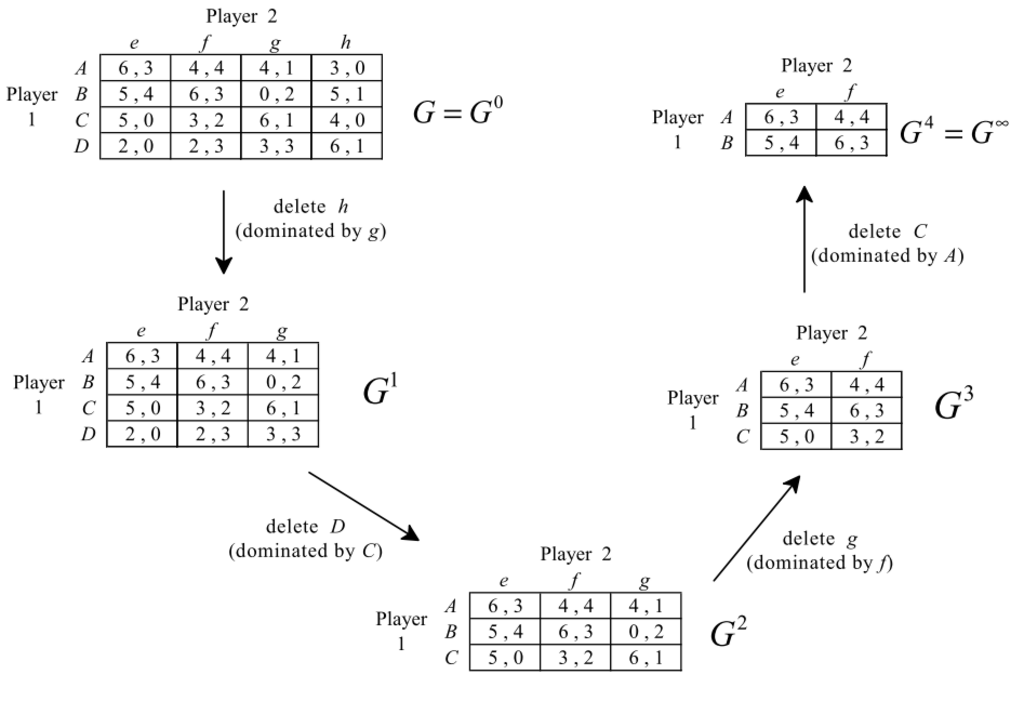 Player 2
e f g h
A 6 , 3 4 , 4 4 , 1 3 , 0
Player B 5 , 4 6 , 3 0 , 2 5 , 1
1 C 5 , 0 3 , 2 6 , 1 4 , 0
D 2 , 0 2 , 3 3 , 3 6 , 1
G = G⁰
delete h
(dominated by g)
Player 2
e f g
A 6 , 3 4 , 4 4 , 1
Player B 5 , 4 6 , 3 0 , 2
1 C 5 , 0 3 , 2 6 , 1
D 2 , 0 2 , 3 3 , 3
G¹
delete D
(dominated by C)
Player 2
e f g
A 6 , 3 4 , 4 4 , 1
Player B 5 , 4 6 , 3 0 , 2
1 C 5 , 0 3 , 2 6 , 1
G²
delete g
(dominated by f)
Player 2
e f
A 6 , 3 4 , 4
Player B 5 , 4 6 , 3
1 C 5 , 0 3 , 2
G³
delete C
(dominated by A)
Player 2
e f
Player A 6 , 3 4 , 4
1 B 5 , 4 6 , 3
G⁴ = G^∞